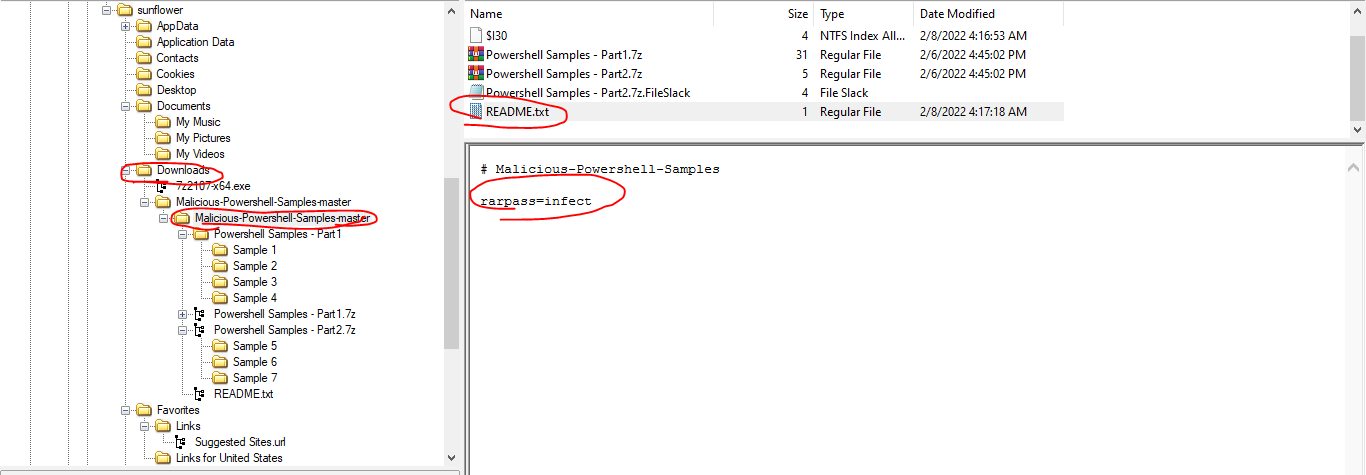 sunflower
AppData
Application Data
Contacts
Cookies
Desktop
Documents
My Music
My Pictures
My Videos
Downloads
7z2107-x64.exe
Malicious-Powershell-Samples-master
Malicious-Powershell-Samples-master
Powershell Samples - Part1
Sample 1
Sample 2
Sample 3
Sample 4
Powershell Samples - Part1.7z
Powershell Samples - Part2.7z
Sample 5
Sample 6
Sample 7
README.txt
Favorites
Links
Suggested Sites.url
Links for United States
Name Size Type Date Modified
$I30 4 NTFS Index All... 2/8/2022 4:16:53 AM
Powershell Samples - Part1.7z 31 Regular File 2/6/2022 4:45:02 PM
Powershell Samples - Part2.7z 5 Regular File 2/6/2022 4:45:02 PM
Powershell Samples - Part2.7z.FileSlack 4 File Slack
README.txt 1 Regular File 2/8/2022 4:17:18 AM
# Malicious-Powershell-Samples
rarpass=infect